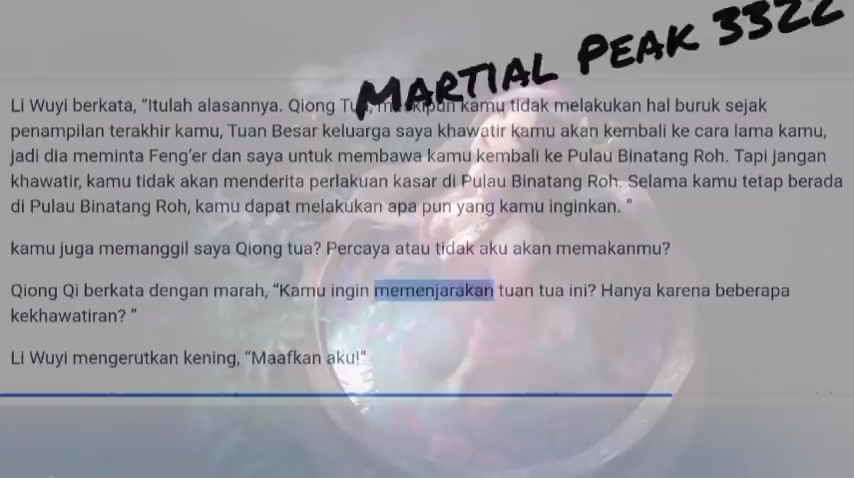 MARTIAL PEAK 3322
Li Wuyi berkata, “Itulah alasannya. Qiong Tua, meskipun kamu tidak melakukan hal buruk sejak
penampilan terakhir kamu, Tuan Besar keluarga saya khawatir kamu akan kembali ke cara lama kamu,
jadi dia meminta Feng’er dan saya untuk membawa kamu kembali ke Pulau Binatang Roh. Tapi jangan
khawatir, kamu tidak akan menderita perlakuan kasar di Pulau Binatang Roh. Selama kamu tetap berada
di Pulau Binatang Roh, kamu dapat melakukan apa pun yang kamu inginkan. ”
kamu juga memanggil saya Qiong tua? Percaya atau tidak aku akan memakanmu?
Qiong Qi berkata dengan marah, “Kamu ingin memenjarakan tuan tua ini? Hanya karena beberapa
kekhawatiran? ”
Li Wuyi mengerutkan kening, “Maafkan aku!”